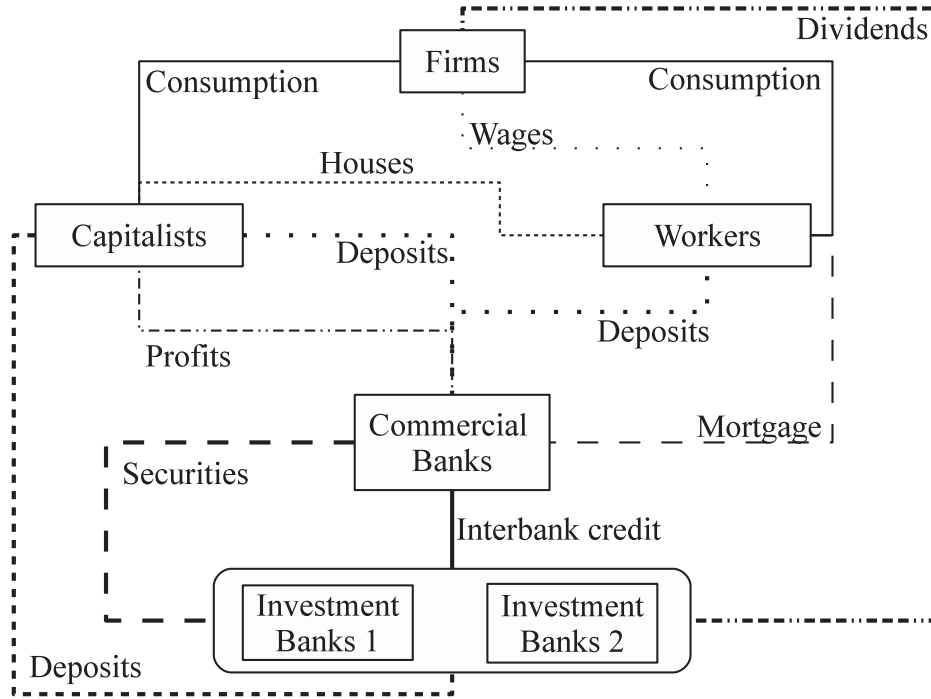 Dividends
Firms
Consumption
Consumption
Wages
Houses
Capitalists
Workers
Deposits
Deposits
Profits
Commercial
Banks
Mortgage
Securities
Interbank credit
Investment
Banks 1
Investment
Banks 2
Deposits